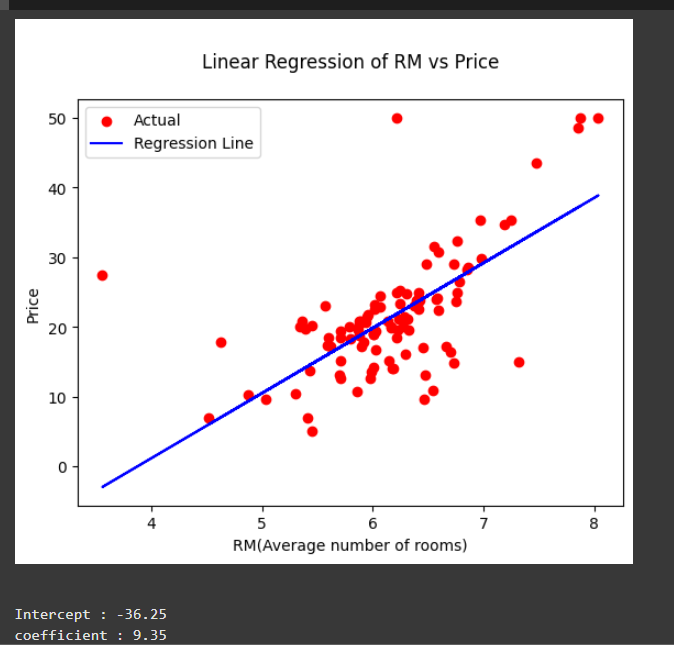 Linear Regression of RM vs Price
Actual
Regression Line
50
40
30
20
10
0
Price
4 5 6 7 8
RM(Average number of rooms)
Intercept : -36.25
coefficient : 9.35